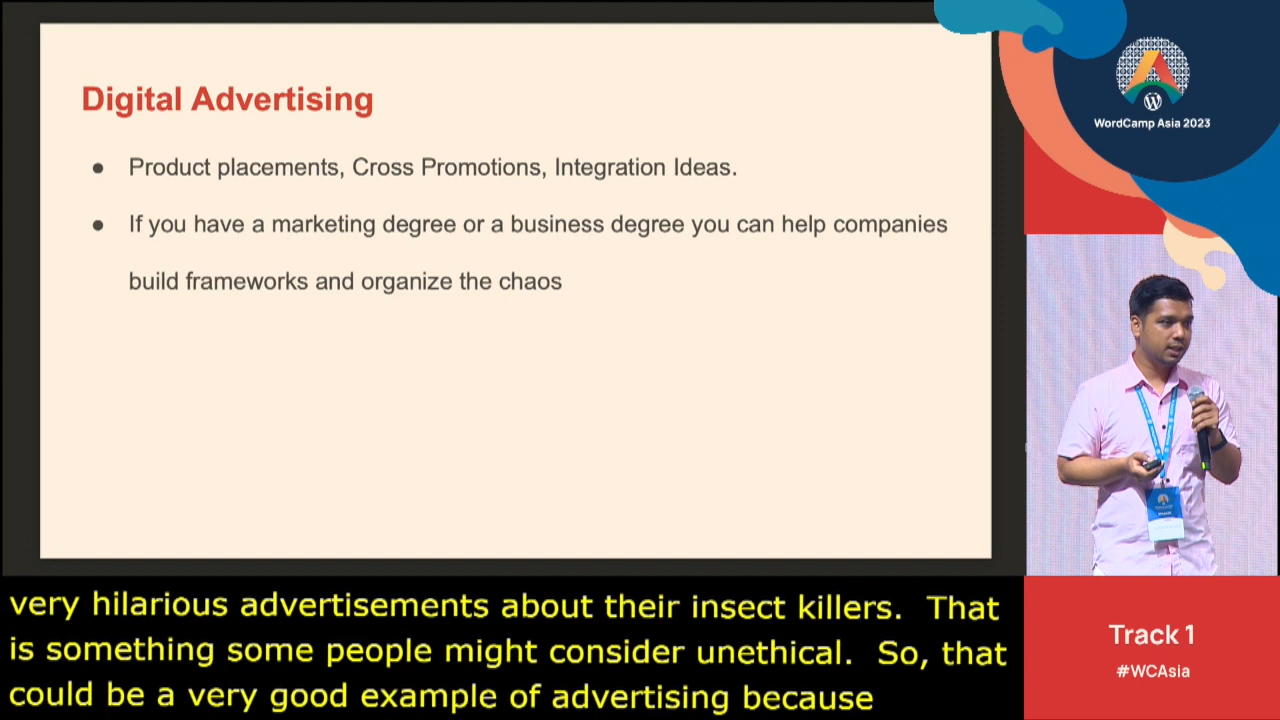 Digital Advertising
● Product placements, Cross Promotions, Integration Ideas.
● If you have a marketing degree or a business degree you can help companies
build frameworks and organize the chaos
WordCamp Asia 2023
very hilarious advertisements about their insect killers.  That
is something some people might consider unethical.  So, that
could be a very good example of advertising because
Track 1
#WCAsia